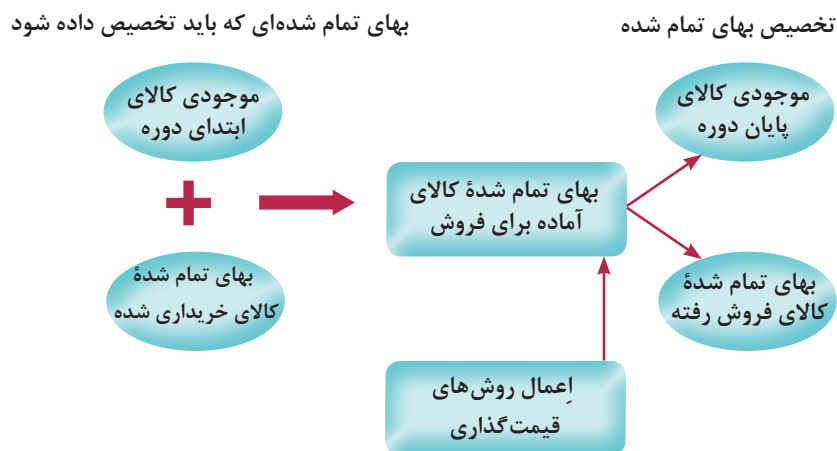 تخصیص بهای تمام شده
بهای تمام شده‌ای که باید تخصیص داده شود
موجودی کالای
پایان دوره
موجودی کالای
ابتدای دوره
بهای تمام شدهٔ کالای
آماده برای فروش
بهای تمام شدهٔ
کالای فروش رفته
بهای تمام شدهٔ
کالای خریداری شده
اِعمال روش‌های
قیمت‌گذاری